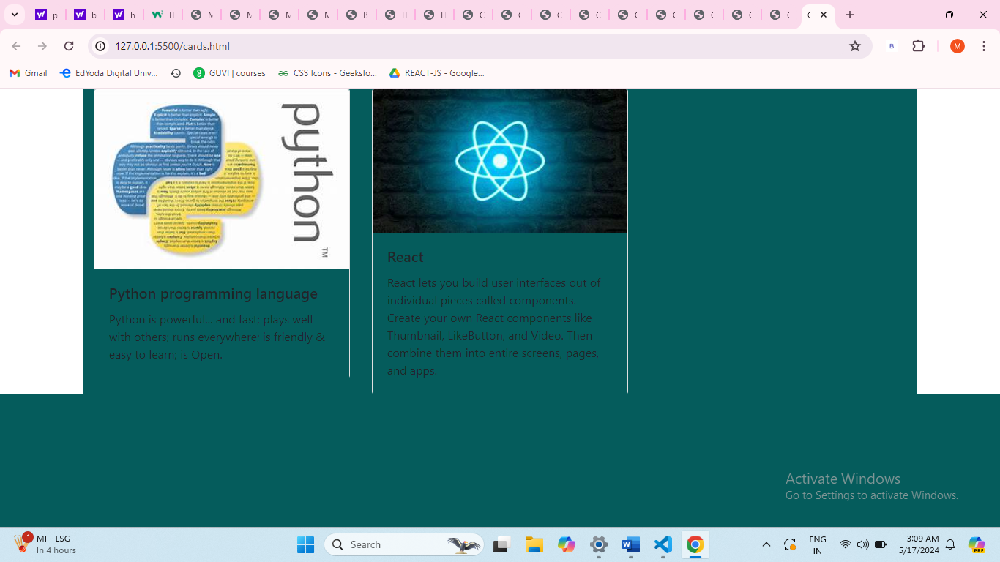 p
b
h
H
M
M
M
M
B
H
H
C
C
C
C
C
C
C
C
C
C
127.0.0.1:5500/cards.html
B
M
Gmail
EdYoda Digital Univ...
GUVI | courses
CSS Icons - Geeksfo...
REACT-JS - Google...
python
TM
Python programming language
Python is powerful... and fast; plays well
with others; runs everywhere; is friendly &
easy to learn; is Open.
React
React lets you build user interfaces out of
individual pieces called components.
Create your own React components like
Thumbnail, LikeButton, and Video. Then
combine them into entire screens, pages,
and apps.
Activate Windows
Go to Settings to activate Windows.
1
MI - LSG
In 4 hours
Search
ENG
IN
3:09 AM
5/17/2024
PRE